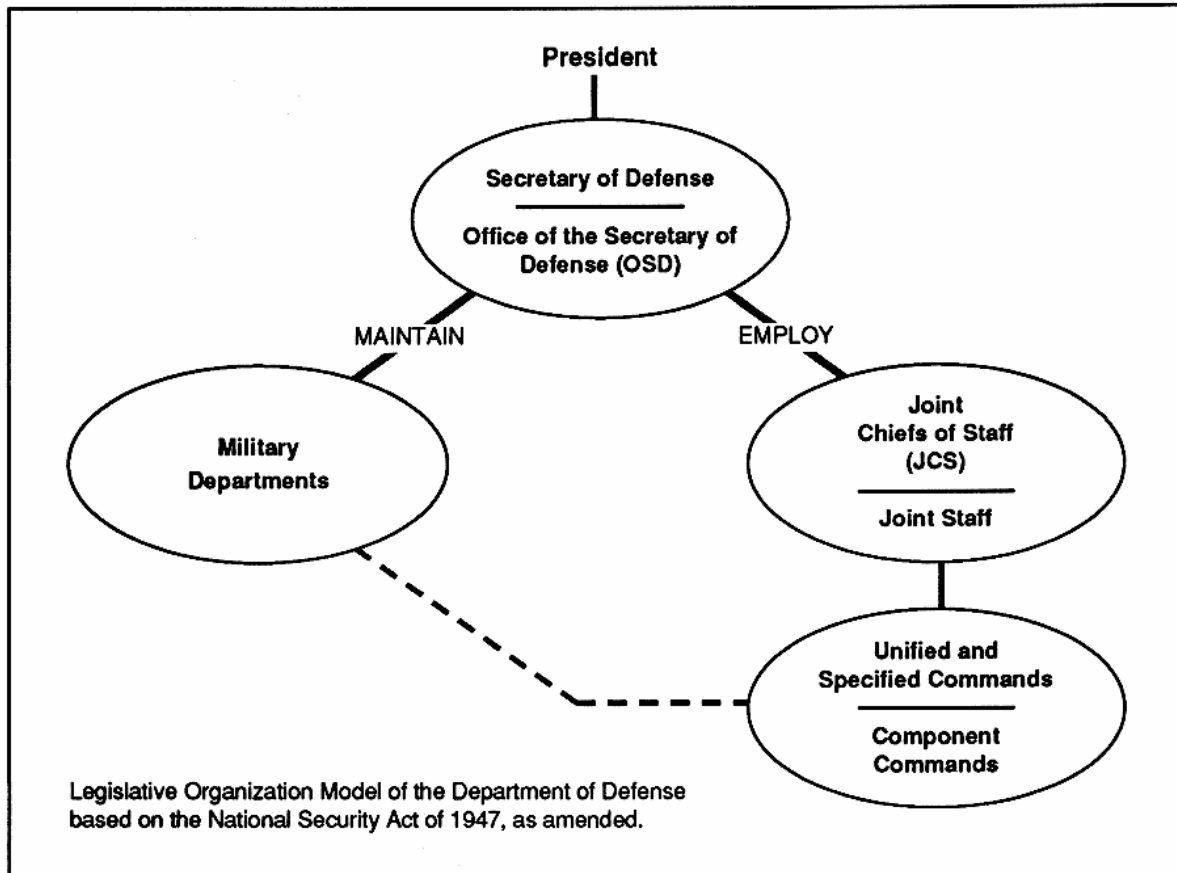 President
Secretary of Defense
Office of the Secretary of
Defense (OSD)
MAINTAIN
EMPLOY
Military
Departments
Joint
Chiefs of Staff
(JCS)
Joint Staff
Unified and
Specified Commands
Component
Commands
Legislative Organization Model of the Department of Defense
based on the National Security Act of 1947, as amended.